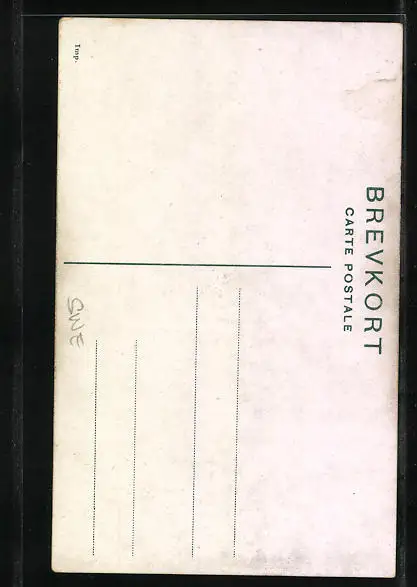 BREVKORT
CARTE POSTALE
Imp.
SWE